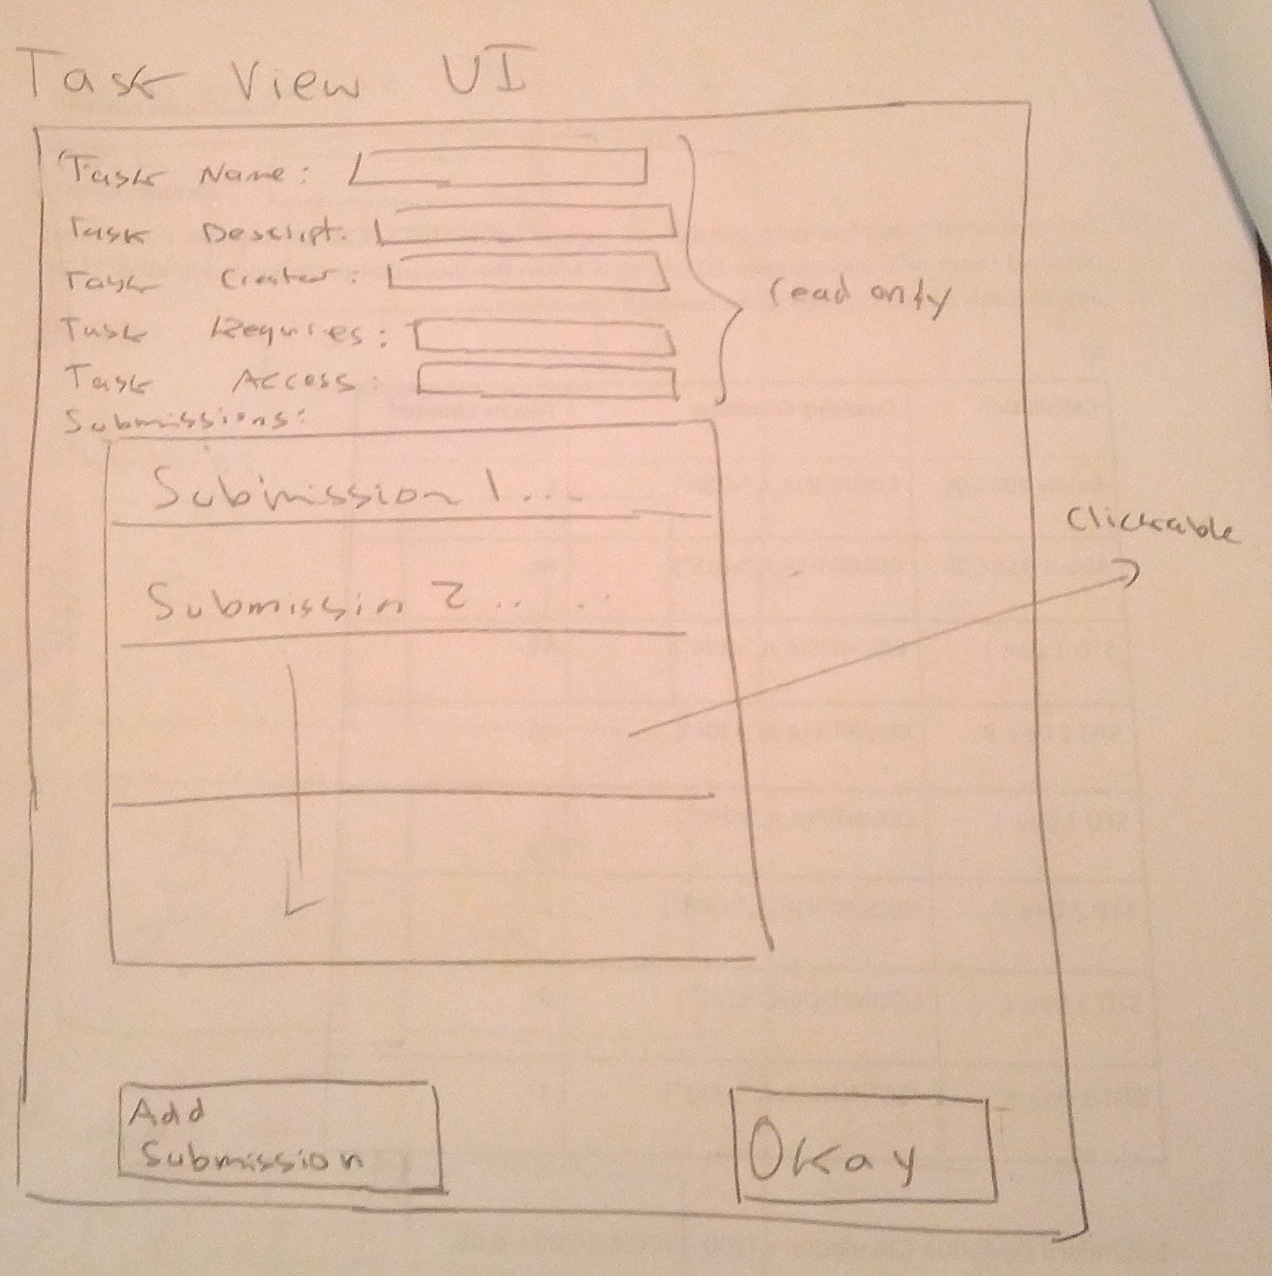 Task View UI
Task Name:
Task Descript.
Task Creator:
read only
Task Requires:
Task Access:
Submissions:
Submission 1...
Clickable
Submissin 2.. ..
Add
Submission
Okay